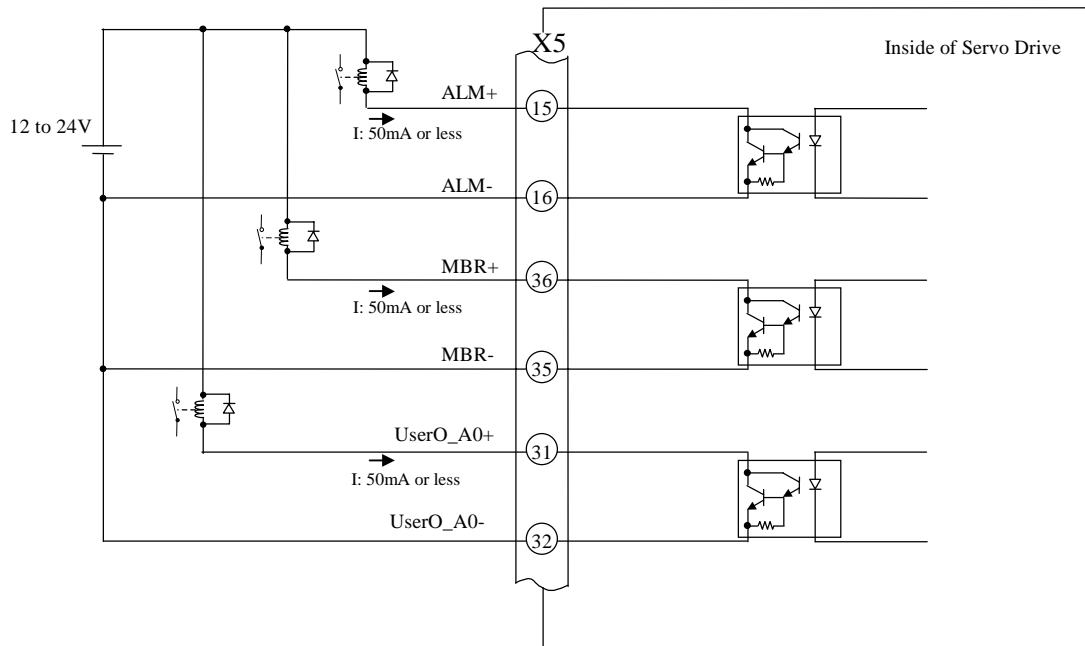 X5
Inside of Servo Drive
ALM+
15
12 to 24V
I: 50mA or less
ALM-
16
MBR+
36
I: 50mA or less
MBR-
35
UserO_A0+
31
I: 50mA or less
UserO_A0-
32